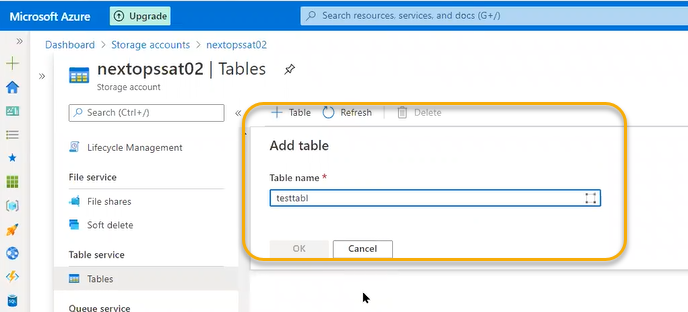 Microsoft Azure
Upgrade
Search resources, services, and docs (G+/)
Dashboard > Storage accounts > nextopssat02
nextopssat02 | Tables
Storage account
Search (Ctrl+/)
+ Table
Refresh
Delete
Lifecycle Management
File service
File shares
Soft delete
Table service
Tables
Queue service
Add table
Table name *
testtabl
OK
Cancel